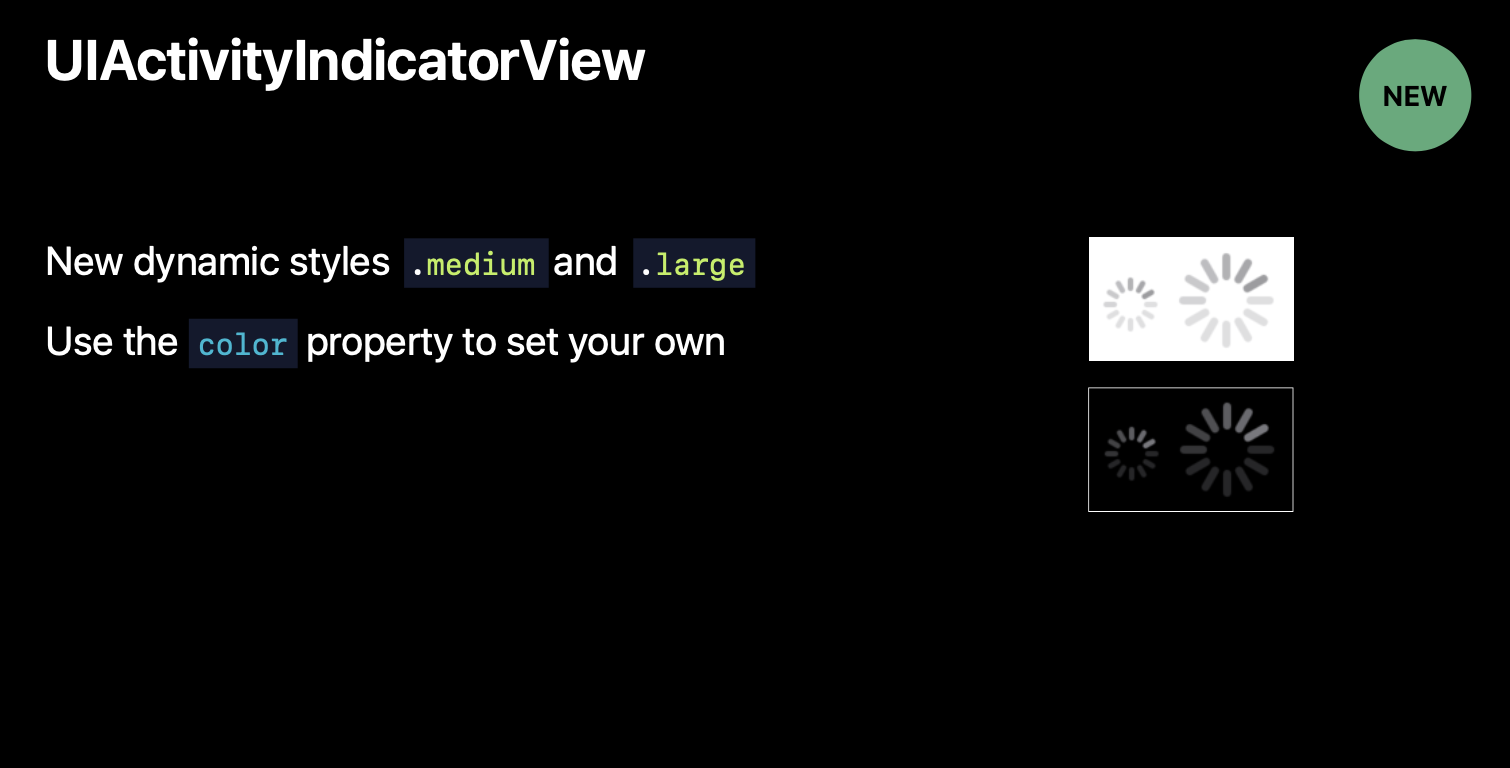 UIActivityIndicatorView
NEW
New dynamic styles .medium and .large
Use the color property to set your own